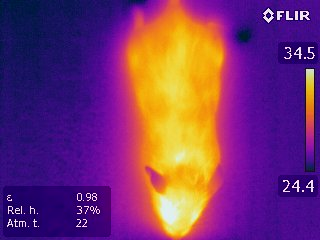 FLIR
34.5
24.4
ε 0.98
Rel. h. 37%
Atm. t. 22